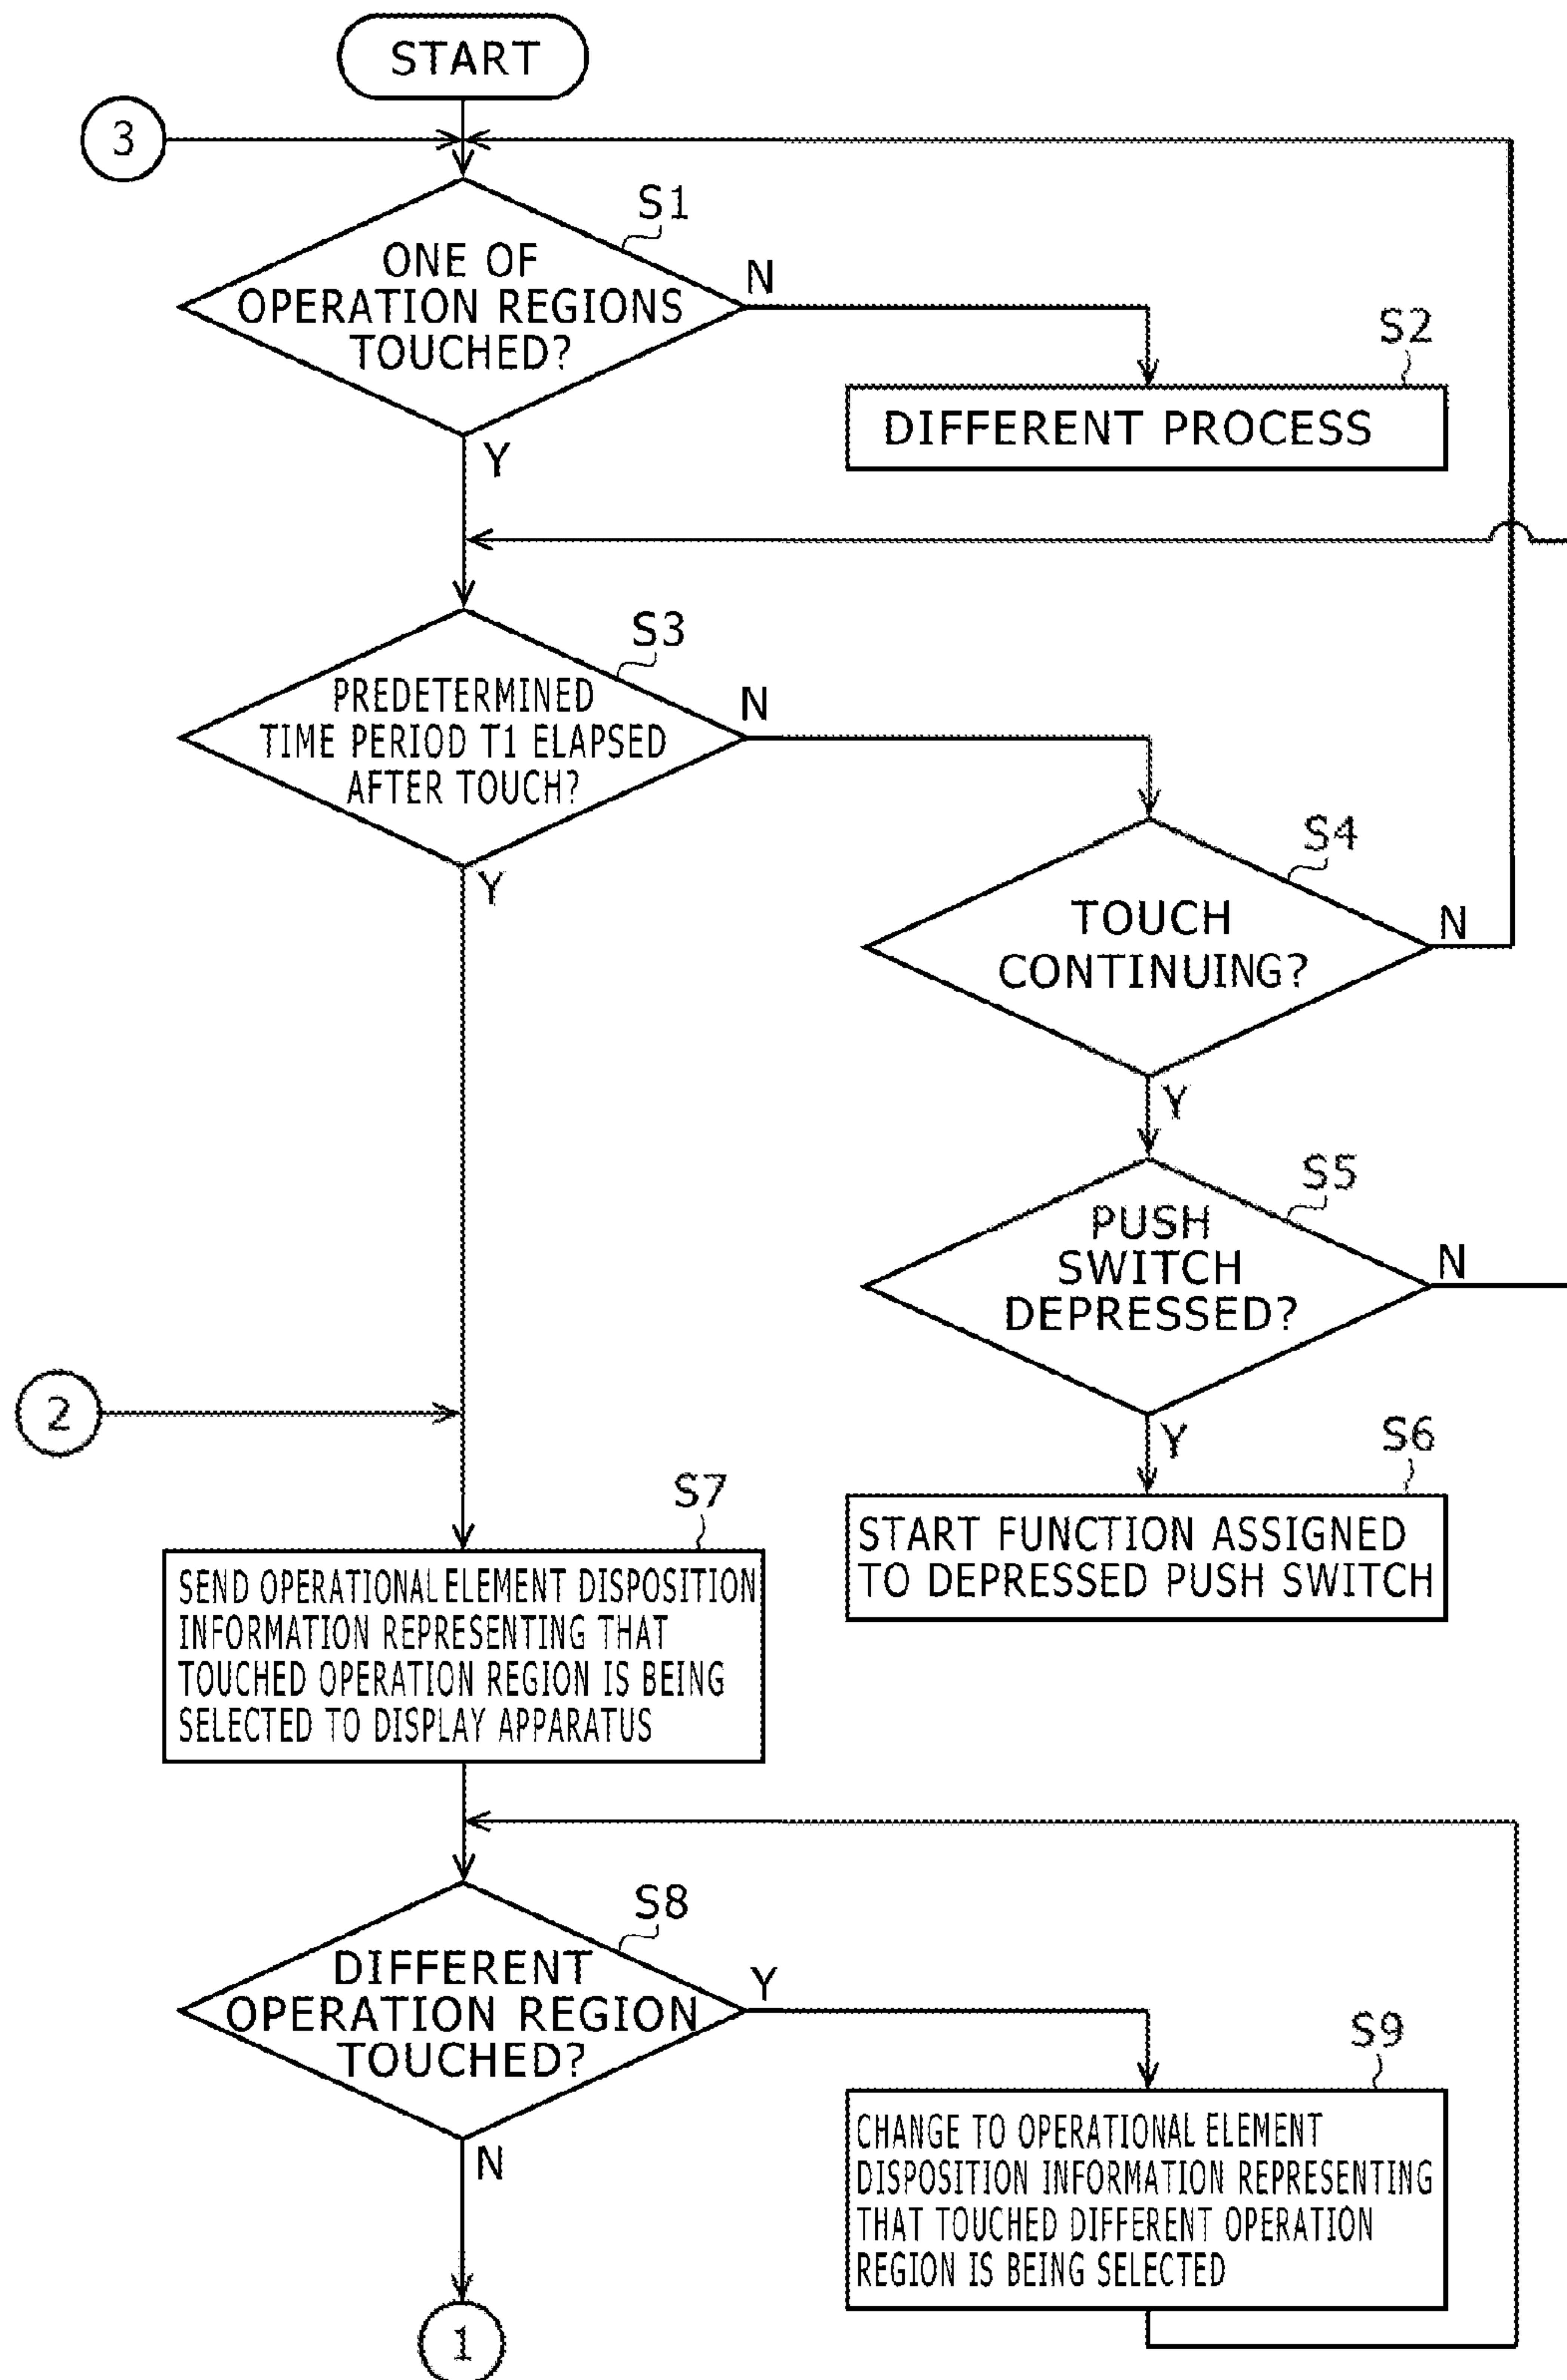 START
3
S1
ONE OF
OPERATION REGIONS
TOUCHED?
N
Y
S2
DIFFERENT PROCESS
S3
PREDETERMINED
TIME PERIOD T1 ELAPSED
AFTER TOUCH?
N
Y
S4
TOUCH
CONTINUING?
N
Y
S5
PUSH
SWITCH
DEPRESSED?
N
Y
2
S6
START FUNCTION ASSIGNED
TO DEPRESSED PUSH SWITCH
S7
SEND OPERATIONAL ELEMENT DISPOSITION
INFORMATION REPRESENTING THAT
TOUCHED OPERATION REGION IS BEING
SELECTED TO DISPLAY APPARATUS
S8
DIFFERENT
OPERATION REGION
TOUCHED?
Y
N
S9
CHANGE TO OPERATIONAL ELEMENT
DISPOSITION INFORMATION REPRESENTING
THAT TOUCHED DIFFERENT OPERATION
REGION IS BEING SELECTED
1